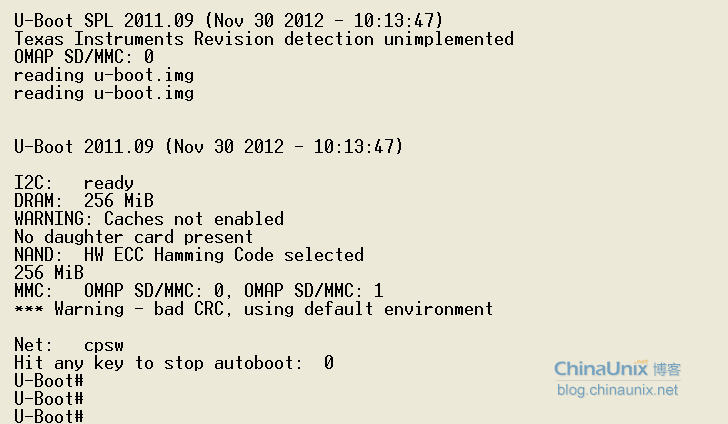 U-Boot SPL 2011.09 (Nov 30 2012 - 10:13:47)
Texas Instruments Revision detection unimplemented
OMAP SD/MMC: 0
reading u-boot.img
reading u-boot.img
U-Boot 2011.09 (Nov 30 2012 - 10:13:47)
I2C:   ready
DRAM:  256 MiB
WARNING: Caches not enabled
No daughter card present
NAND:  HW ECC Hamming Code selected
256 MiB
MMC:   OMAP SD/MMC: 0, OMAP SD/MMC: 1
*** Warning - bad CRC, using default environment
Net:   cpsw
Hit any key to stop autoboot:  0
U-Boot#
U-Boot#
U-Boot#
ChinaUnix.net 博客
blog.chinaunix.net